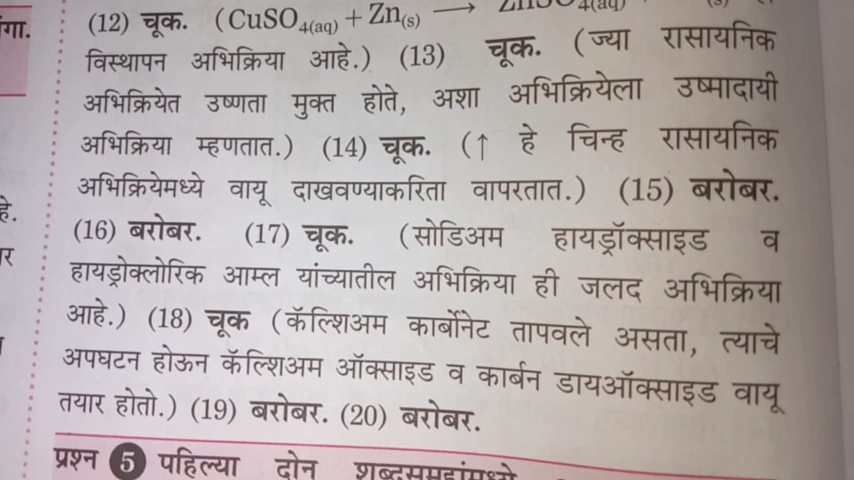 गा.
(12) चूक. (CuSO4(aq) + Zn(s) ⟶
विस्थापन अभिक्रिया आहे.) (13) चूक. (ज्या रासायनिक
अभिक्रियेत उष्णता मुक्त होते, अशा अभिक्रियेला उष्मादायी
अभिक्रिया म्हणतात.) (14) चूक. (↑ हे चिन्ह रासायनिक
अभिक्रियेमध्ये वायू दाखवण्याकरिता वापरतात.) (15) बरोबर.
(16) बरोबर. (17) चूक. (सोडिअम हायड्रॉक्साइड व
हायड्रोक्लोरिक आम्ल यांच्यातील अभिक्रिया ही जलद अभिक्रिया
आहे.) (18) चूक (कॅल्शिअम कार्बोनेट तापवले असता, त्याचे
अपघटन होऊन कॅल्शिअम ऑक्साइड व कार्बन डायऑक्साइड वायू
तयार होतो.) (19) बरोबर. (20) बरोबर.
प्रश्न 5 पहिल्या दोन शब्दसमूहांमध्ये